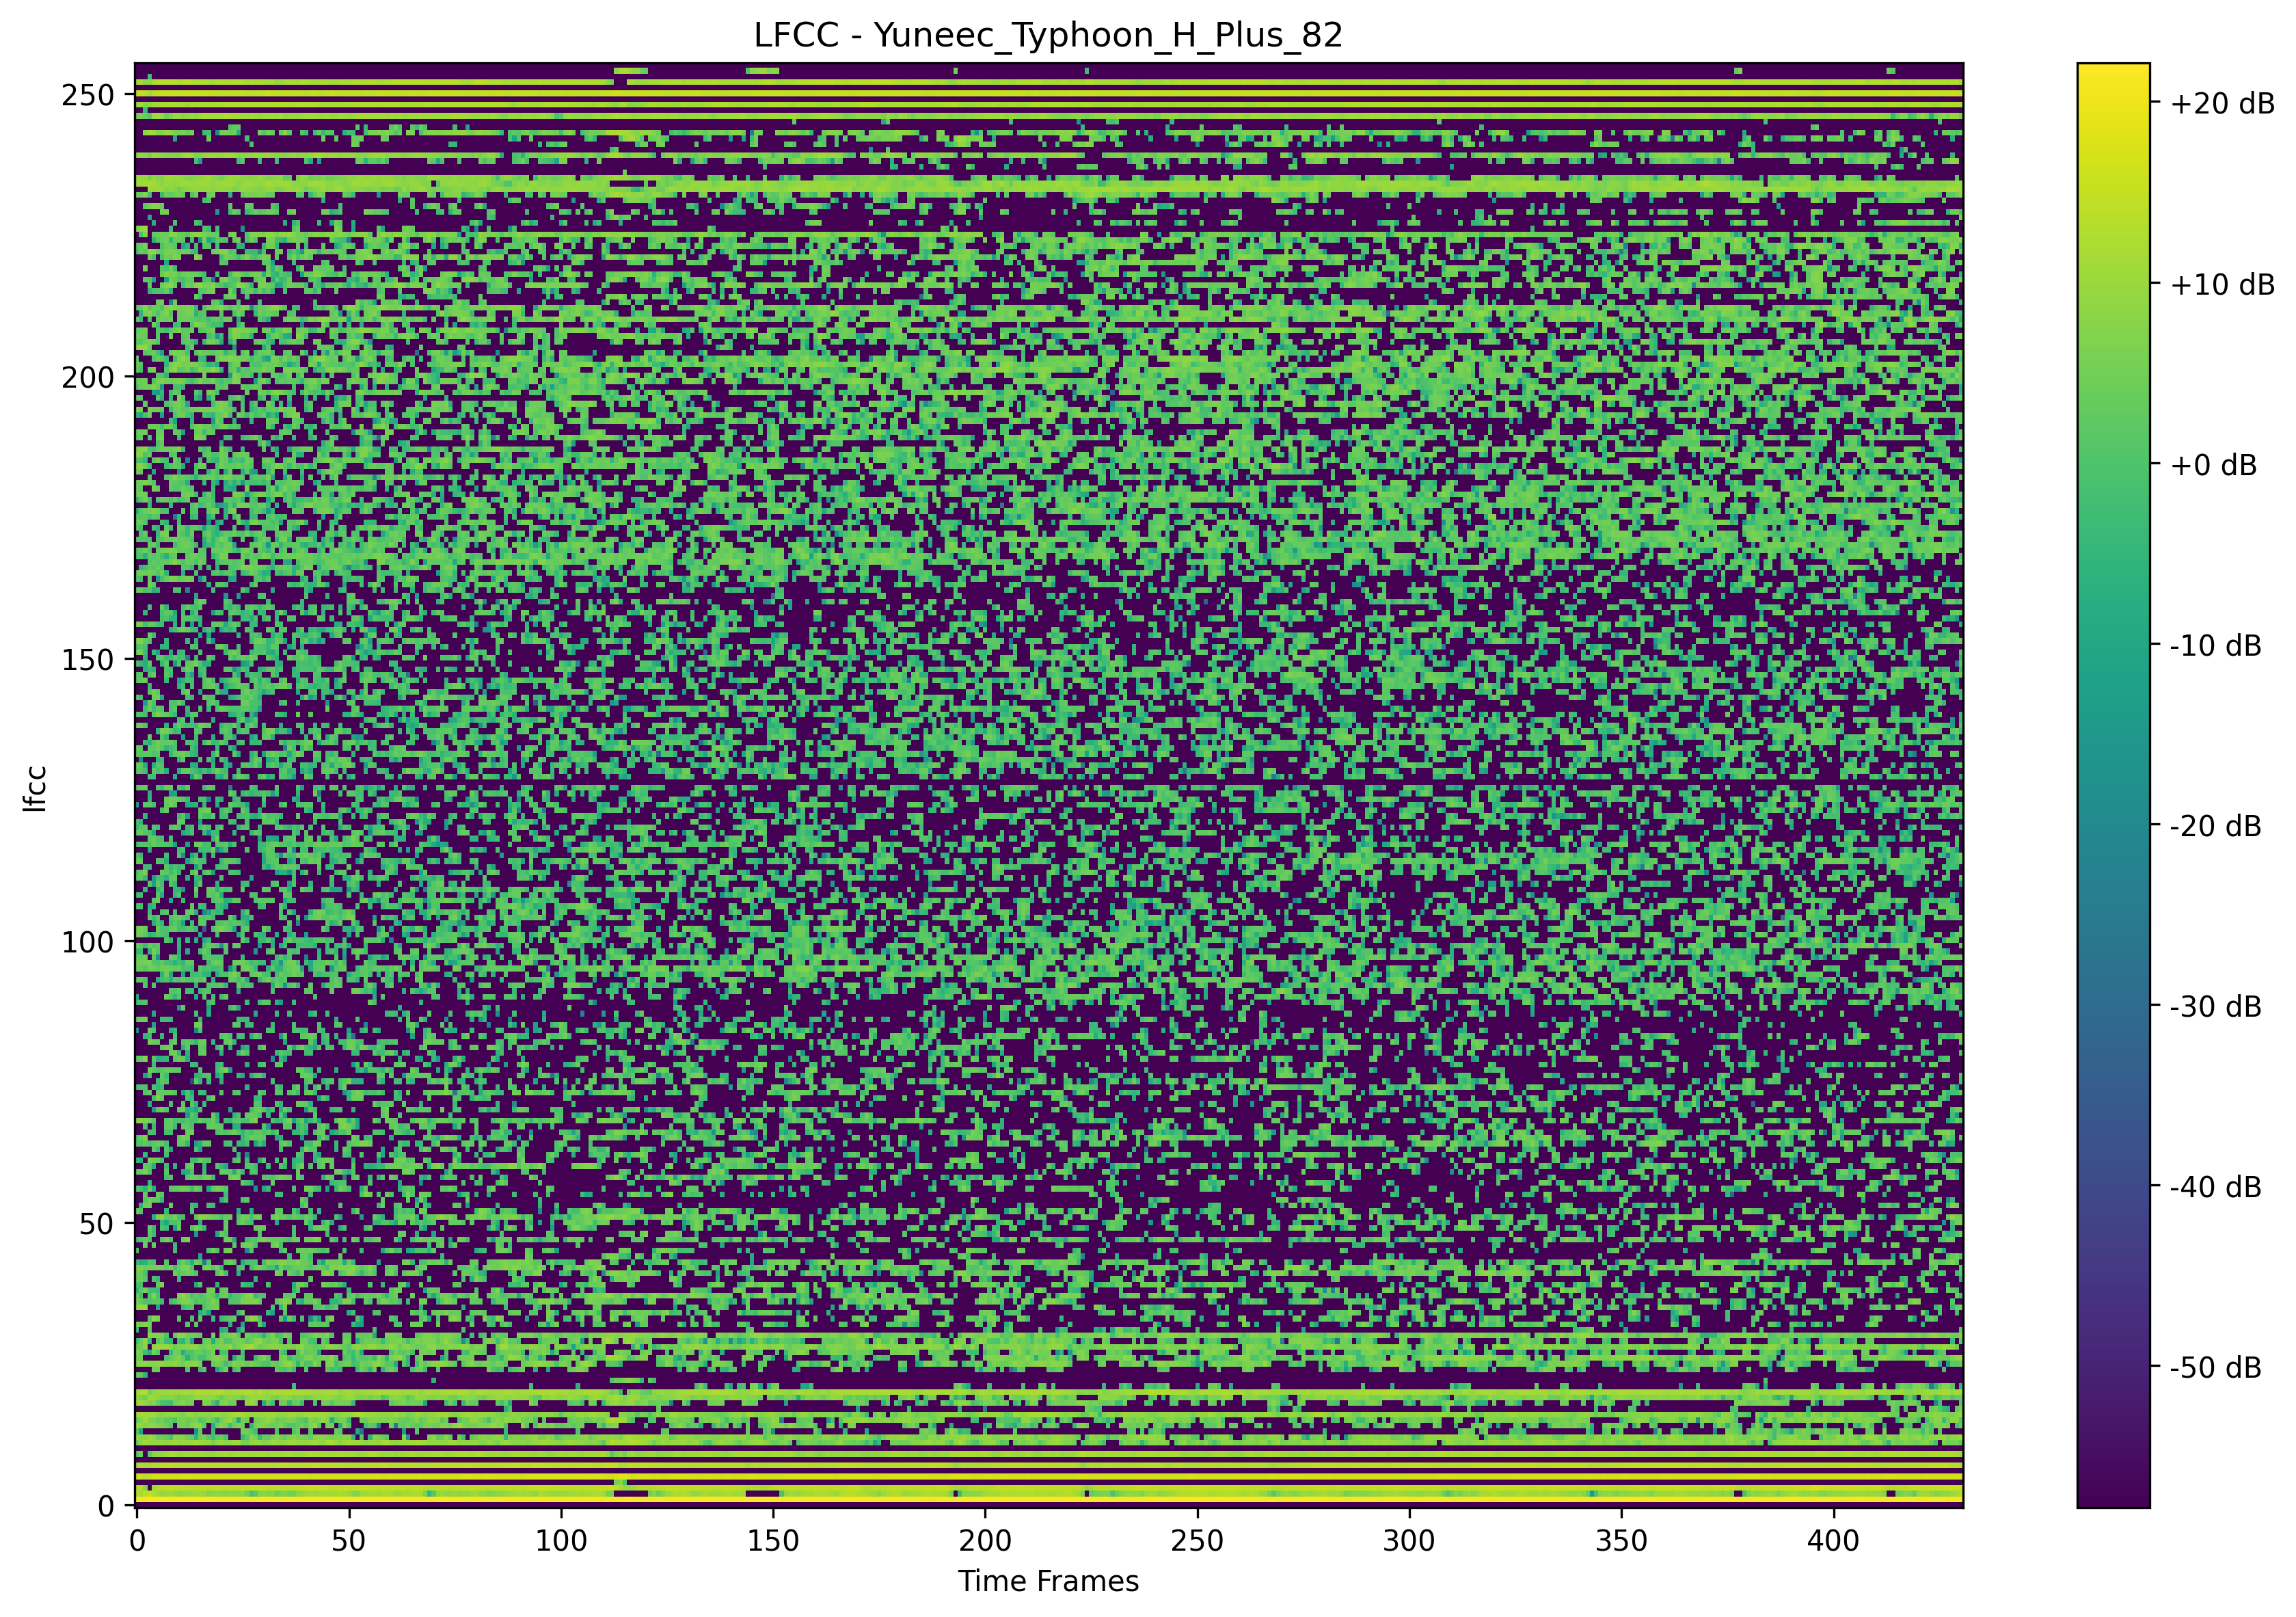 LFCC - Yuneec_Typhoon_H_Plus_82
250
200
150
100
50
0
lfcc
0 50 100 150 200 250 300 350 400
Time Frames
+20 dB
+10 dB
+0 dB
-10 dB
-20 dB
-30 dB
-40 dB
-50 dB